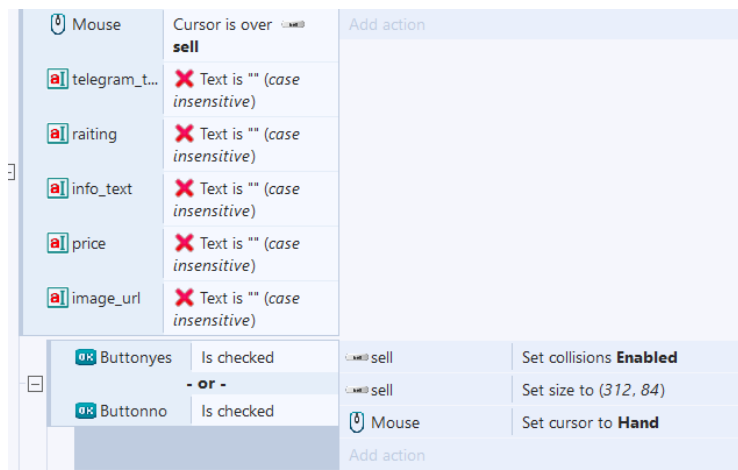 Mouse Cursor is over Add action
sell
telegram_t... Text is "" (case
insensitive)
raiting Text is "" (case
insensitive)
info_text Text is "" (case
insensitive)
price Text is "" (case
insensitive)
image_url Text is "" (case
insensitive)
Buttonyes Is checked sell Set collisions Enabled
- or - sell Set size to (312, 84)
Buttonno Is checked Mouse Set cursor to Hand
Add action